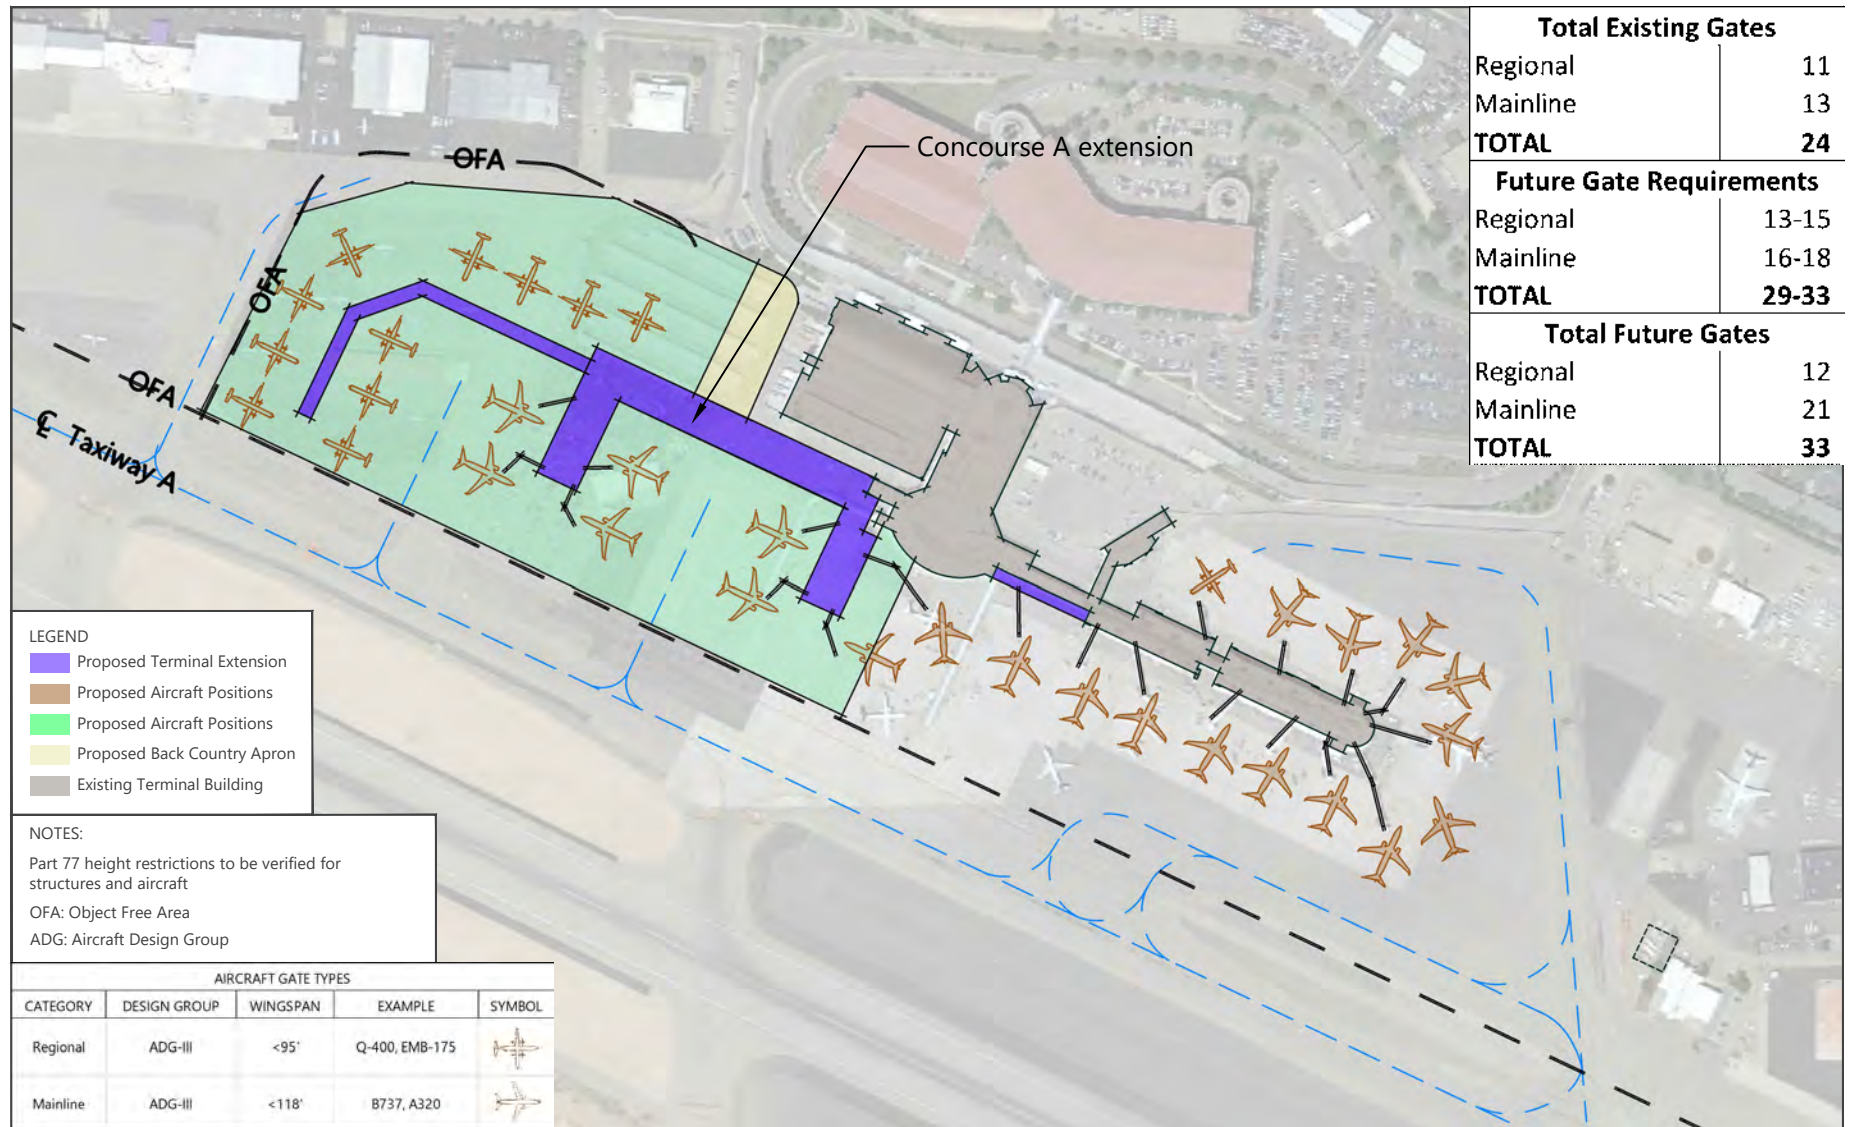 Total Existing Gates
Regional 11
Mainline 13
TOTAL 24
Future Gate Requirements
Regional 13-15
Mainline 16-18
TOTAL 29-33
Total Future Gates
Regional 12
Mainline 21
TOTAL 33
Concourse A extension
OFA
OFA
OFA
CL Taxiway A
LEGEND
Proposed Terminal Extension
Proposed Aircraft Positions
Proposed Aircraft Positions
Proposed Back Country Apron
Existing Terminal Building
NOTES:
Part 77 height restrictions to be verified for
structures and aircraft
OFA: Object Free Area
ADG: Aircraft Design Group
AIRCRAFT GATE TYPES
CATEGORY DESIGN GROUP WINGSPAN EXAMPLE SYMBOL
Regional ADG-III <95' Q-400, EMB-175
Mainline ADG-III <118' B737, A320